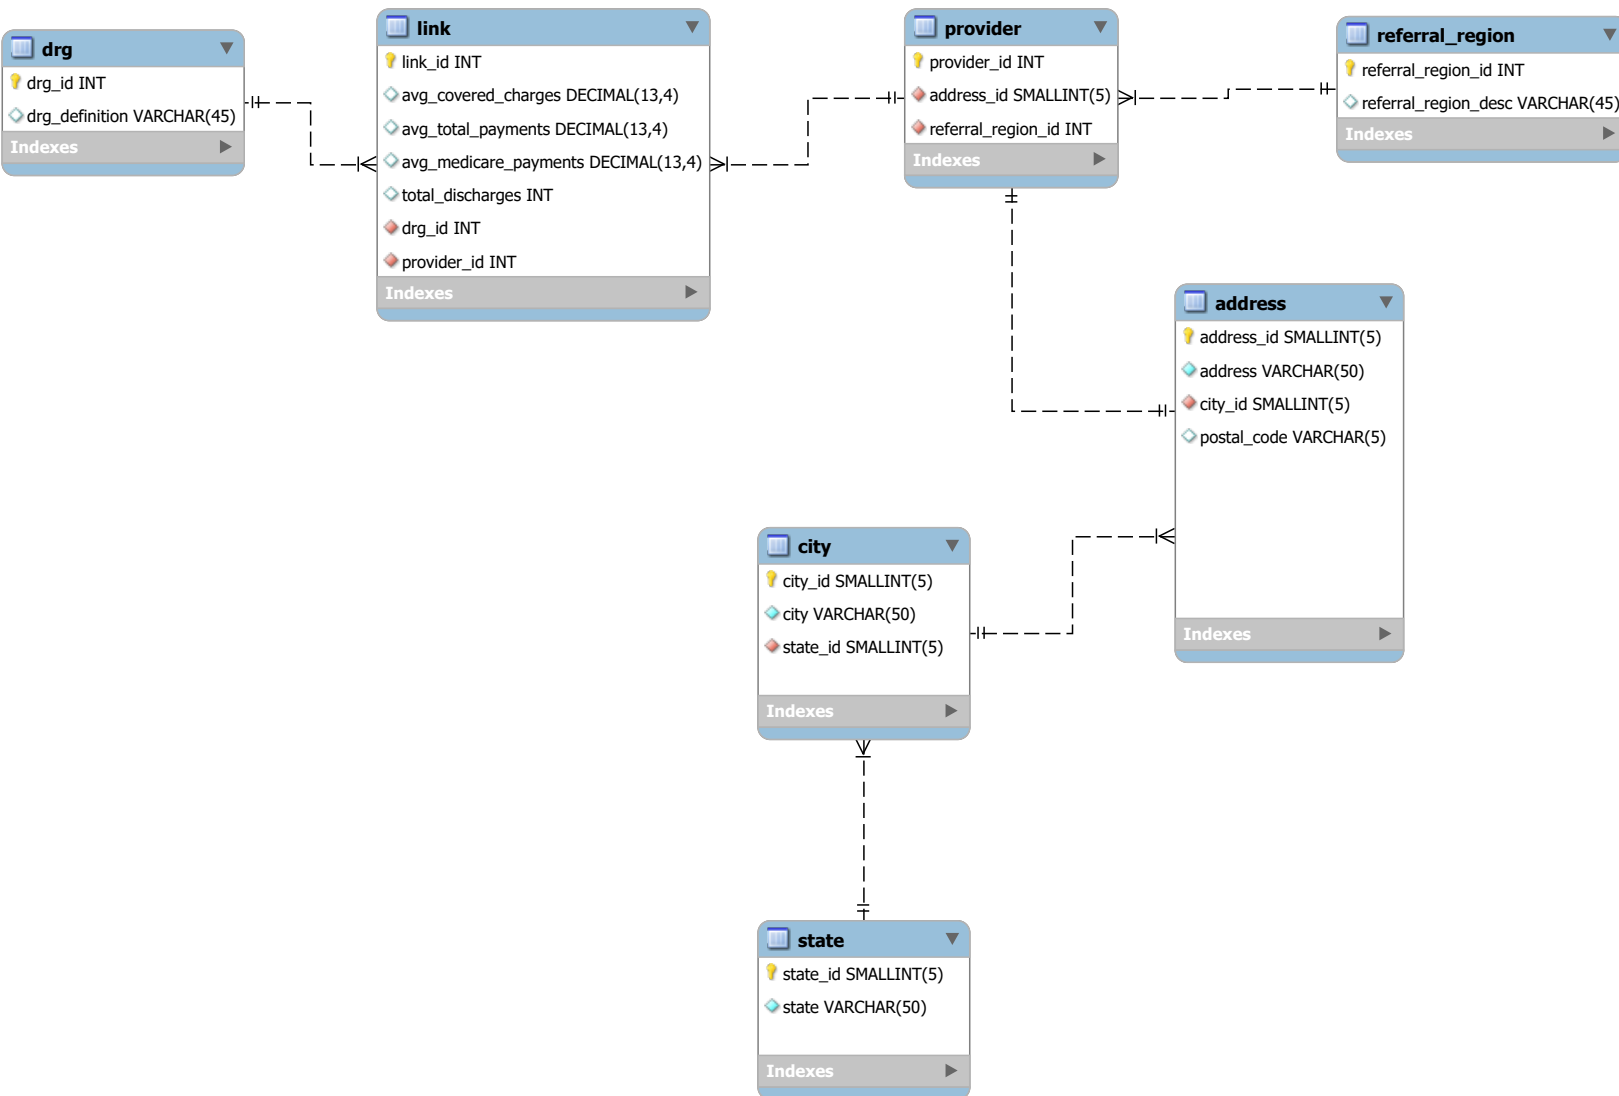 drg
drg_id INT
drg_definition VARCHAR(45)
Indexes
link
link_id INT
avg_covered_charges DECIMAL(13,4)
avg_total_payments DECIMAL(13,4)
avg_medicare_payments DECIMAL(13,4)
total_discharges INT
drg_id INT
provider_id INT
Indexes
provider
provider_id INT
address_id SMALLINT(5)
referral_region_id INT
Indexes
referral_region
referral_region_id INT
referral_region_desc VARCHAR(45)
Indexes
address
address_id SMALLINT(5)
address VARCHAR(50)
city_id SMALLINT(5)
postal_code VARCHAR(5)
Indexes
city
city_id SMALLINT(5)
city VARCHAR(50)
state_id SMALLINT(5)
Indexes
state
state_id SMALLINT(5)
state VARCHAR(50)
Indexes